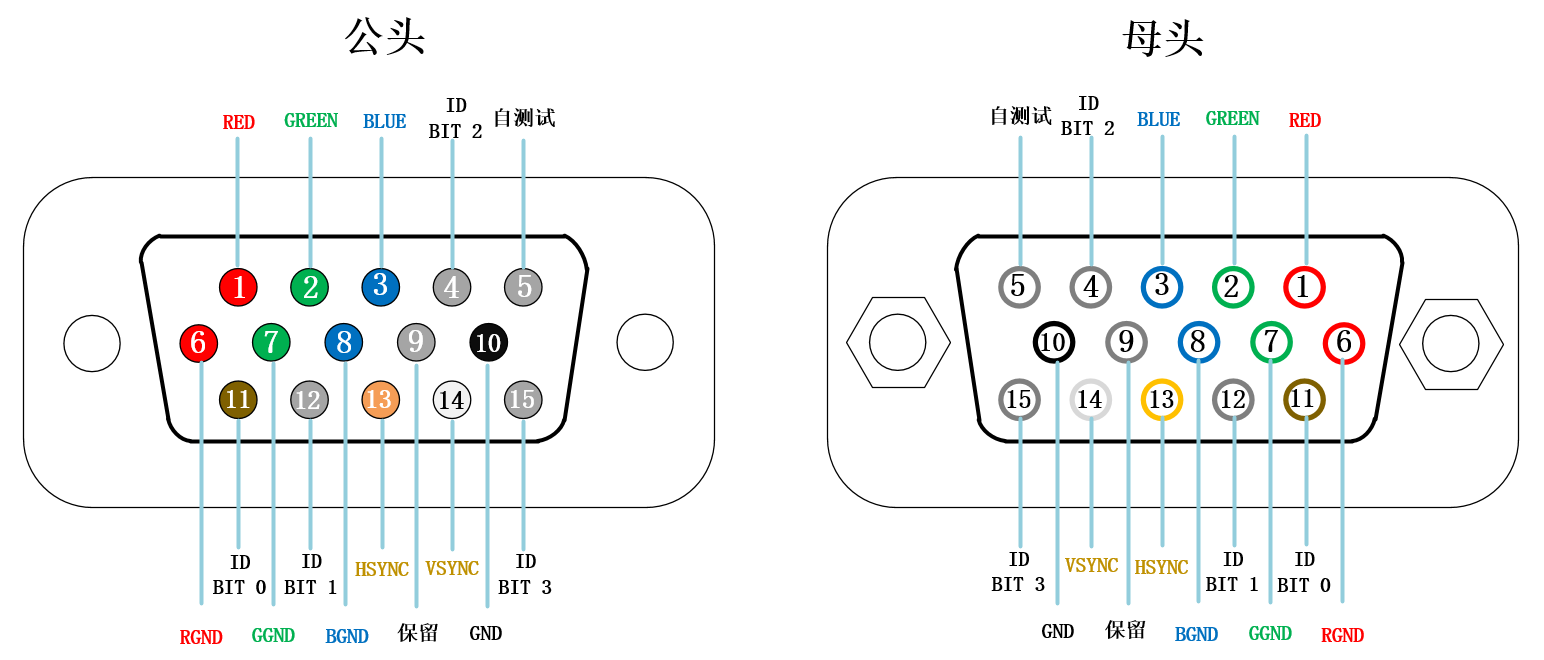 公头
RED
GREEN
BLUE
ID
BIT 2
自测试
1
2
3
4
5
6
7
8
9
10
11
12
13
14
15
ID
BIT 0
ID
BIT 1
HSYNC
VSYNC
ID
BIT 3
RGND
GGND
BGND
保留
GND
母头
自测试
ID
BIT 2
BLUE
GREEN
RED
5
4
3
2
1
10
9
8
7
6
15
14
13
12
11
ID
BIT 3
VSYNC
HSYNC
ID
BIT 1
ID
BIT 0
GND
保留
BGND
GGND
RGND